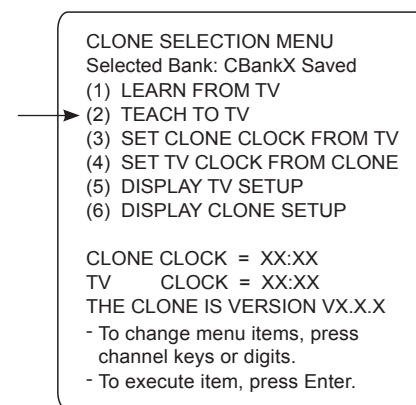 CLONE SELECTION MENU
Selected Bank: CBankX Saved
(1) LEARN FROM TV
(2) TEACH TO TV
(3) SET CLONE CLOCK FROM TV
(4) SET TV CLOCK FROM CLONE
(5) DISPLAY TV SETUP
(6) DISPLAY CLONE SETUP
CLONE CLOCK = XX:XX
TV CLOCK = XX:XX
THE CLONE IS VERSION VX.X.X
- To change menu items, press
channel keys or digits.
- To execute item, press Enter.